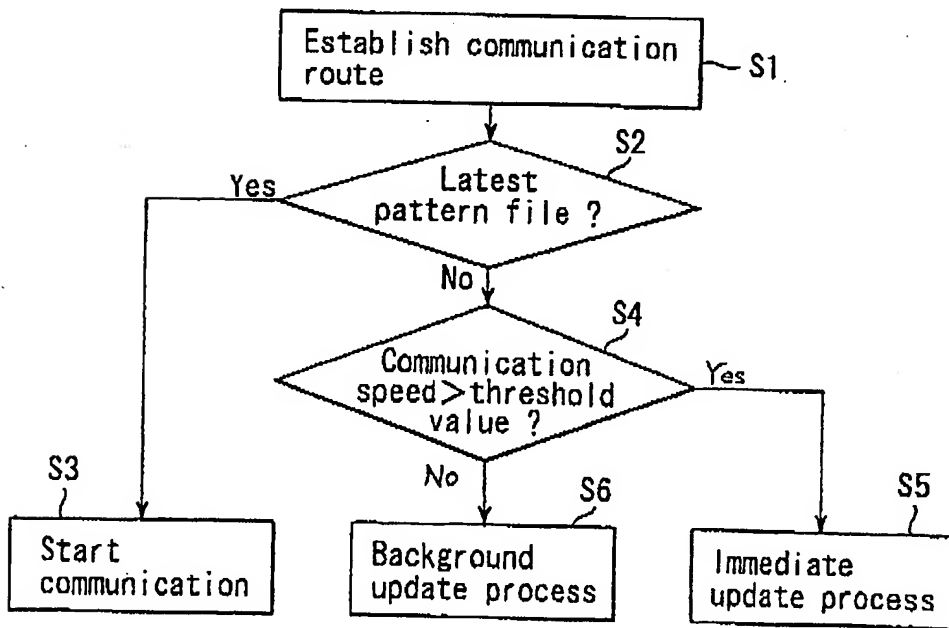 Establish communication
route
S1
S2
Latest
pattern file ?
Yes
No
S4
Communication
speed>threshold
value ?
Yes
No
S3
Start
communication
S6
Background
update process
S5
Immediate
update process